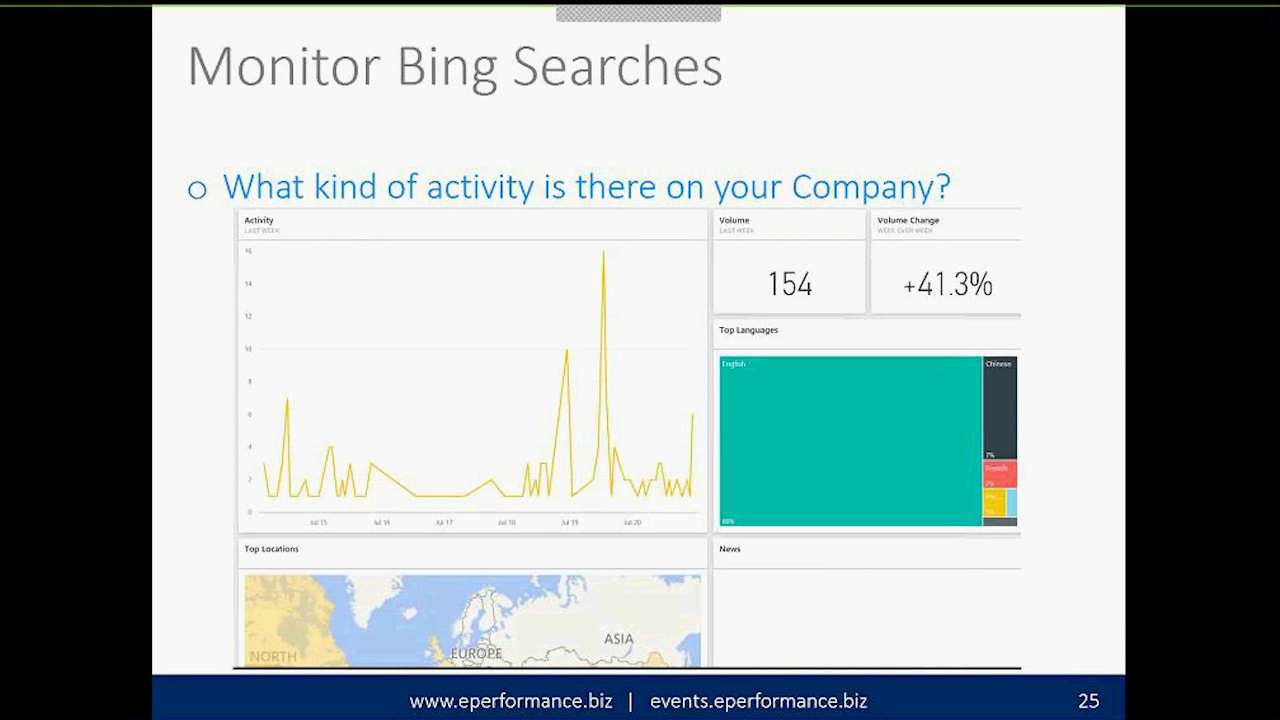 Monitor Bing Searches
o What kind of activity is there on your Company?
Activity
LAST WEEK
16
14
12
10
8
6
4
2
0
Jul 15 Jul 16 Jul 17 Jul 18 Jul 19 Jul 20
Volume
LAST WEEK
154
Volume Change
WEEK OVER WEEK
+41.3%
Top Languages
English
Chinese
7%
French
Por...
Top Locations
NORTH
EUROPE
ASIA
News
www.eperformance.biz | events.eperformance.biz
25